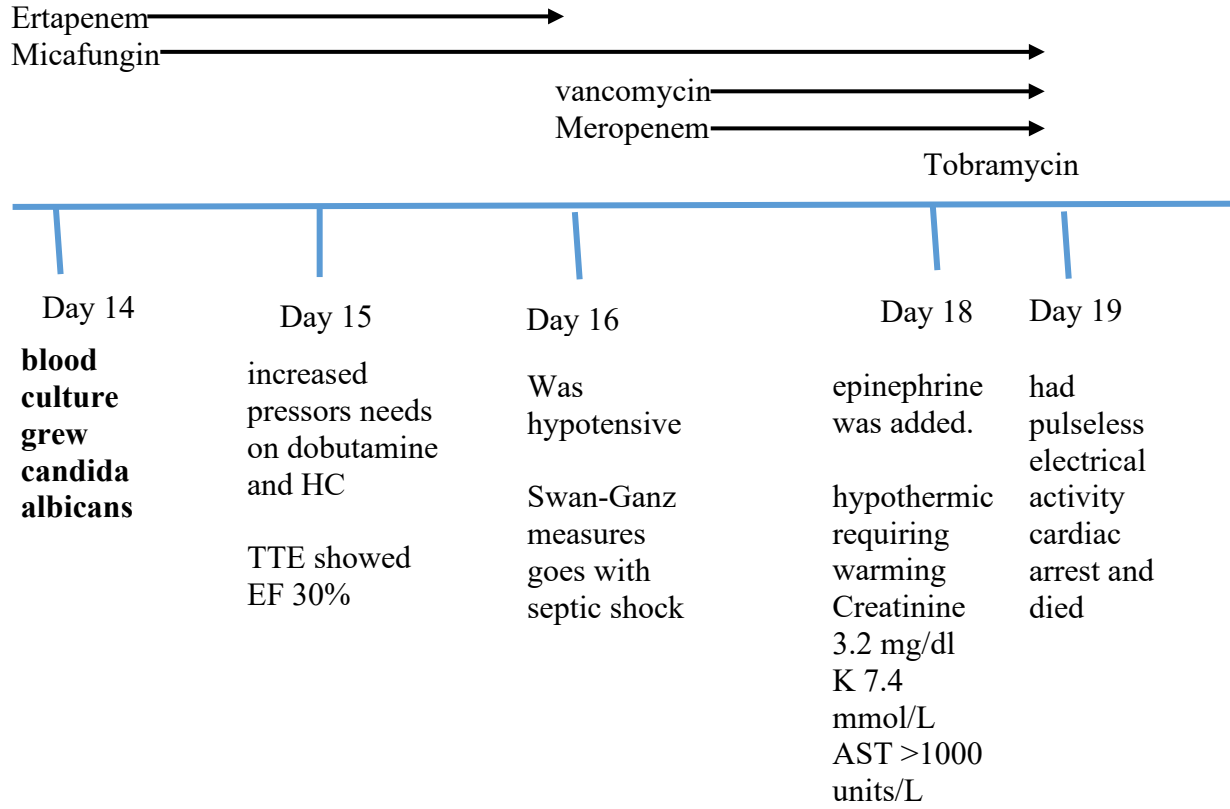 Ertapenem
Micafungin
vancomycin
Meropenem
Tobramycin
Day 14
Day 15
Day 16
Day 18
Day 19
blood
culture
grew
candida
albicans
increased
pressors needs
on dobutamine
and HC
TTE showed
EF 30%
Was
hypotensive
Swan-Ganz
measures
goes with
septic shock
epinephrine
was added.
hypothermic
requiring
warming
Creatinine
3.2 mg/dl
K 7.4
mmol/L
AST >1000
units/L
had
pulseless
electrical
activity
cardiac
arrest and
died